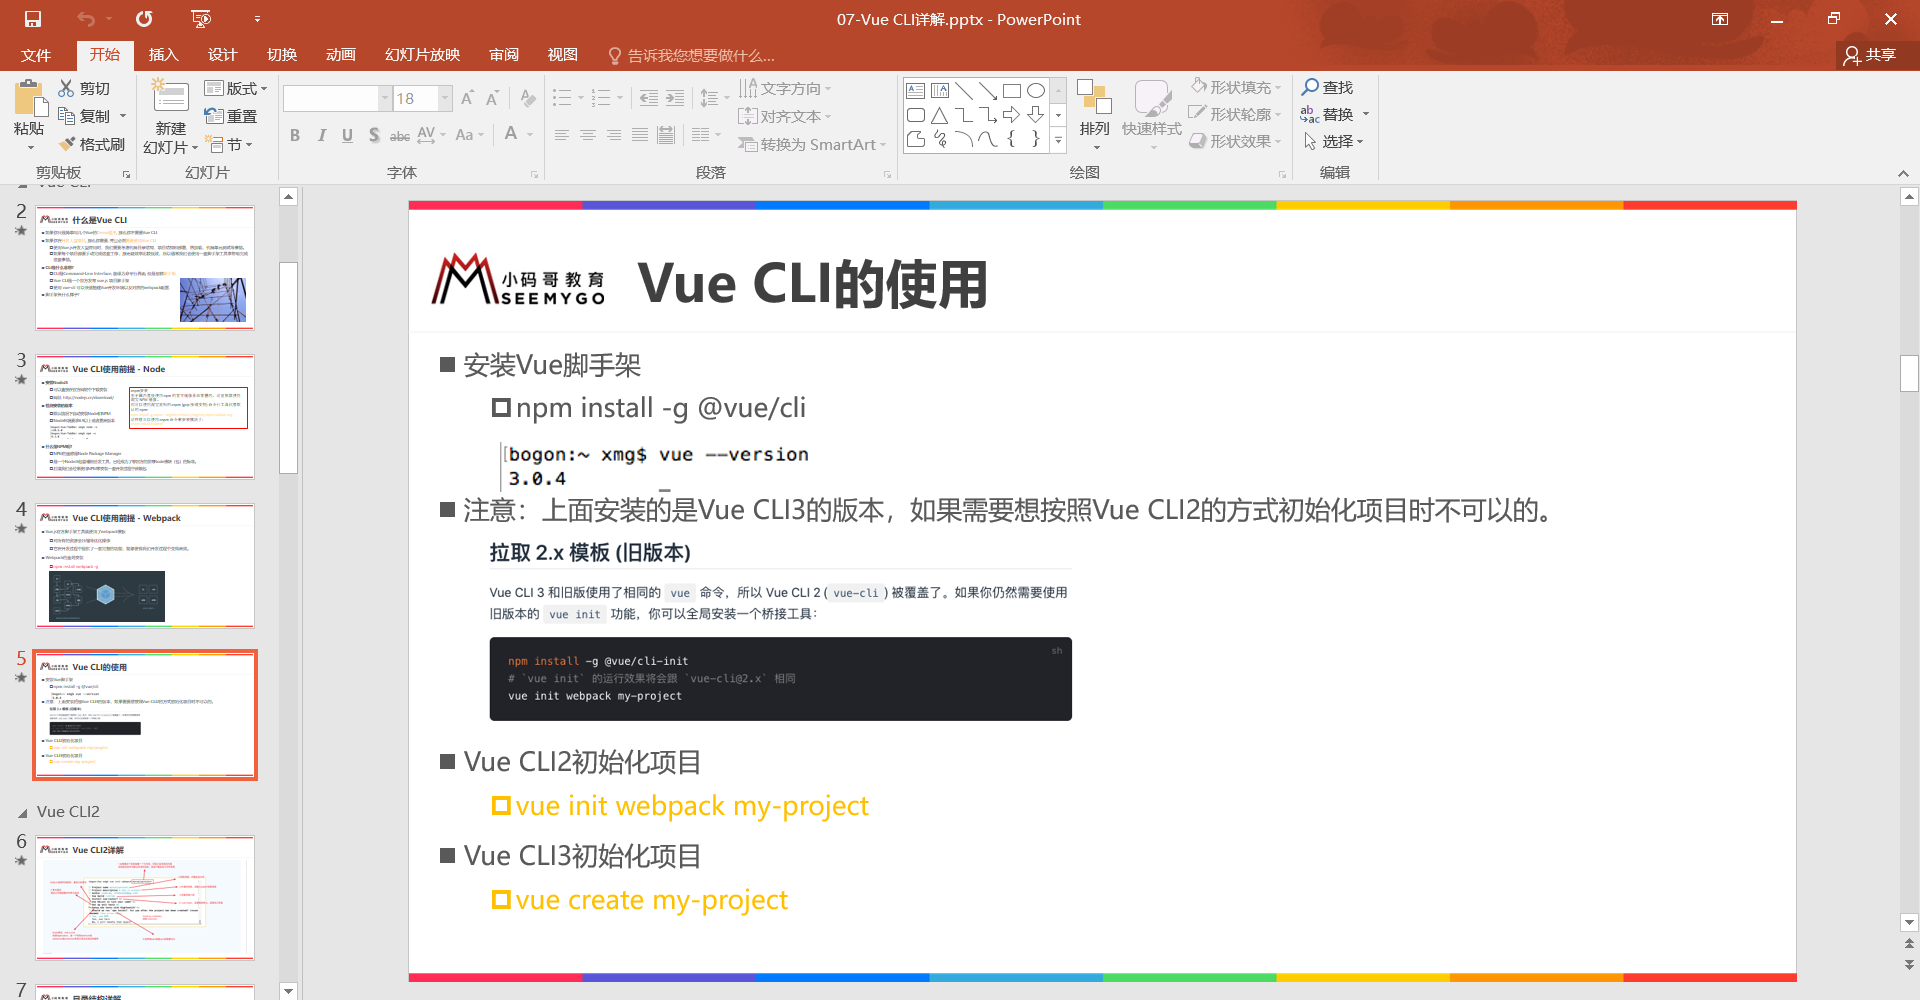 07-Vue CLI详解.pptx - PowerPoint
文件 开始 插入 设计 切换 动画 幻灯片放映 审阅 视图 告诉我您想要做什么... 共享
剪切 版式 18 文字方向 形状填充 查找
粘贴 复制 新建 重置 对齐文本 排列 快速样式 形状轮廓 替换
格式刷 幻灯片 节 转换为 SmartArt 形状效果 选择
剪贴板 幻灯片 字体 段落 绘图 编辑
2
什么是Vue CLI
3
Vue CLI使用前提 - Node
4
Vue CLI使用前提 - Webpack
5
Vue CLI的使用
Vue CLI2
6
Vue CLI2详解
7
目录结构详解
小码哥教育
SEEMYGO
Vue CLI的使用
安装Vue脚手架
npm install -g @vue/cli
bogon:~ xmg$ vue --version
3.0.4
注意：上面安装的是Vue CLI3的版本，如果需要想按照Vue CLI2的方式初始化项目时不可以的。
拉取 2.x 模板 (旧版本)
Vue CLI 3 和旧版使用了相同的 vue 命令，所以 Vue CLI 2 (vue-cli) 被覆盖了。如果你仍然需要使用
旧版本的 vue init 功能，你可以全局安装一个桥接工具：
sh
npm install -g @vue/cli-init
# `vue init` 的运行效果将会跟 `vue-cli@2.x` 相同
vue init webpack my-project
Vue CLI2初始化项目
vue init webpack my-project
Vue CLI3初始化项目
vue create my-project